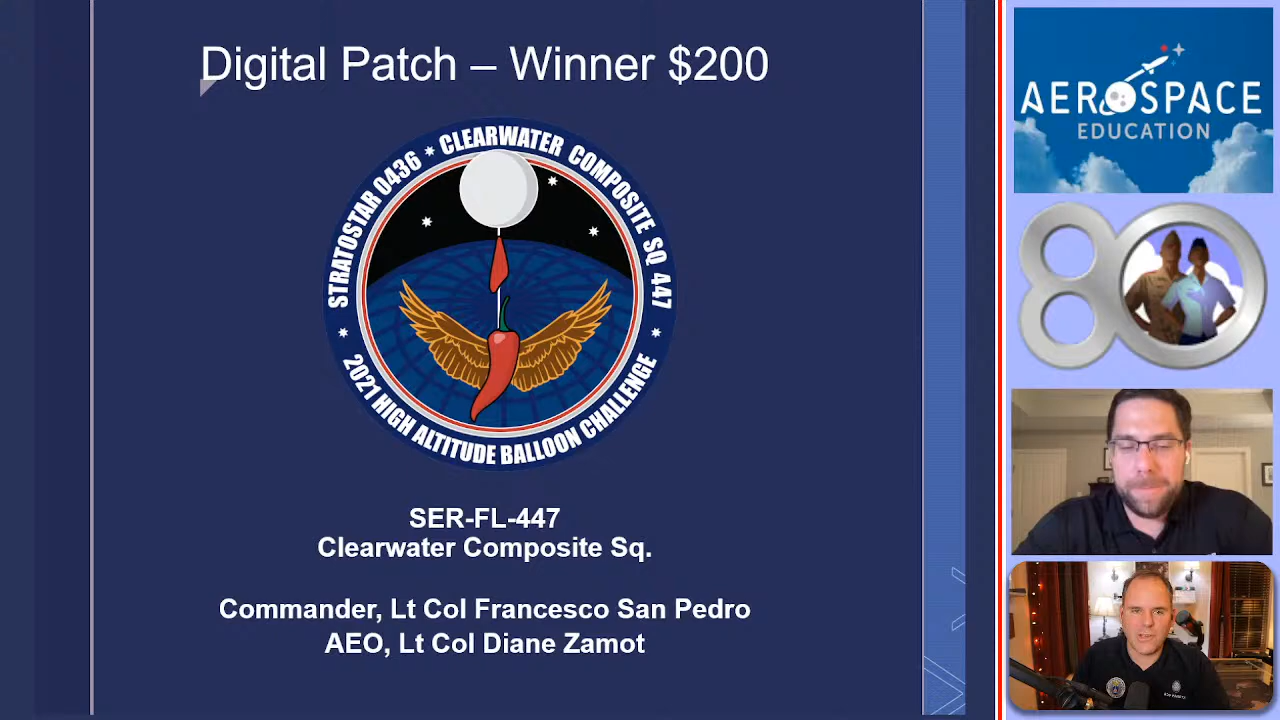 Digital Patch – Winner $200
STRATOSTAR 0436 * CLEARWATER COMPOSITE SQ 447
* 2021 HIGH ALTITUDE BALLOON CHALLENGE *
SER-FL-447
Clearwater Composite Sq.
Commander, Lt Col Francesco San Pedro
AEO, Lt Col Diane Zamot
AEROSPACE
EDUCATION
80